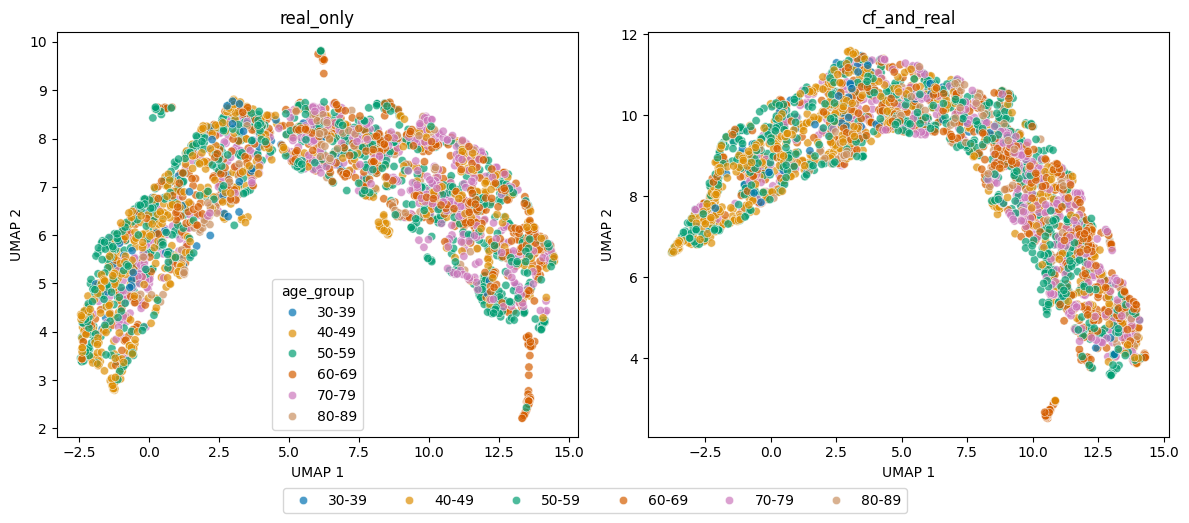 real_only
10
9
8
7
6
5
4
3
2
UMAP 2
age_group
30-39
40-49
50-59
60-69
70-79
80-89
−2.5 0.0 2.5 5.0 7.5 10.0 12.5 15.0
UMAP 1
cf_and_real
12
10
8
6
4
UMAP 2
−2.5 0.0 2.5 5.0 7.5 10.0 12.5 15.0
UMAP 1
30-39 40-49 50-59 60-69 70-79 80-89